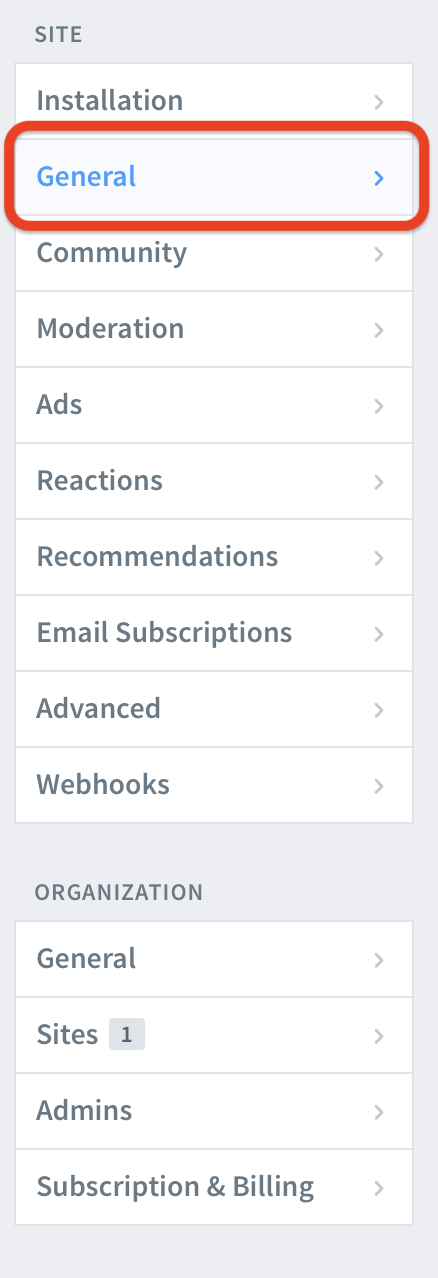 SITE
Installation
General
Community
Moderation
Ads
Reactions
Recommendations
Email Subscriptions
Advanced
Webhooks
ORGANIZATION
General
Sites 1
Admins
Subscription & Billing